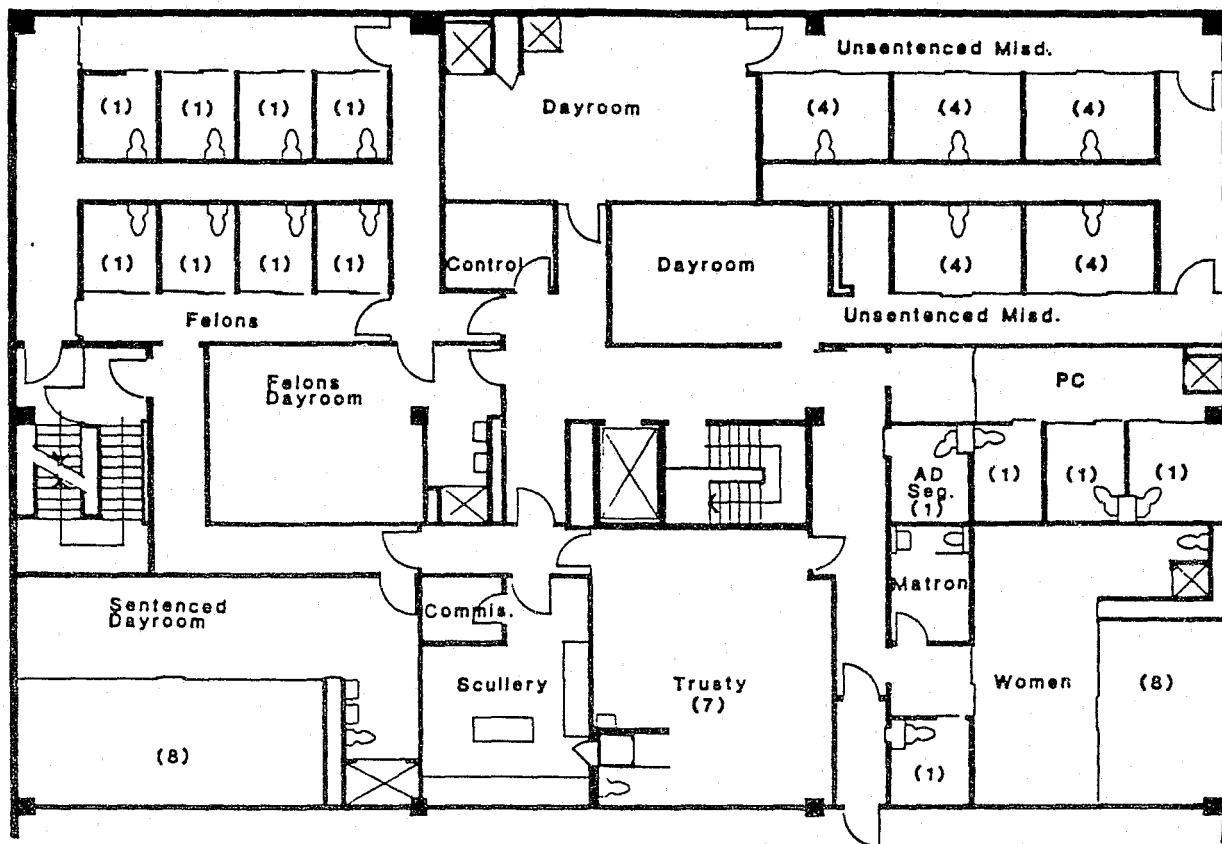 Unsentenced Misd.
(1) (1) (1) (1)
Dayroom
(4) (4) (4)
(1) (1) (1) (1)
Control
Dayroom
(4) (4)
Felons
Unsentenced Misd.
Felons
Dayroom
PC
AD
Seg.
(1)
(1) (1) (1)
Sentenced
Dayroom
Commis.
Matron
Scullery
Trusty
(7)
Women
(8)
(8)
(1)